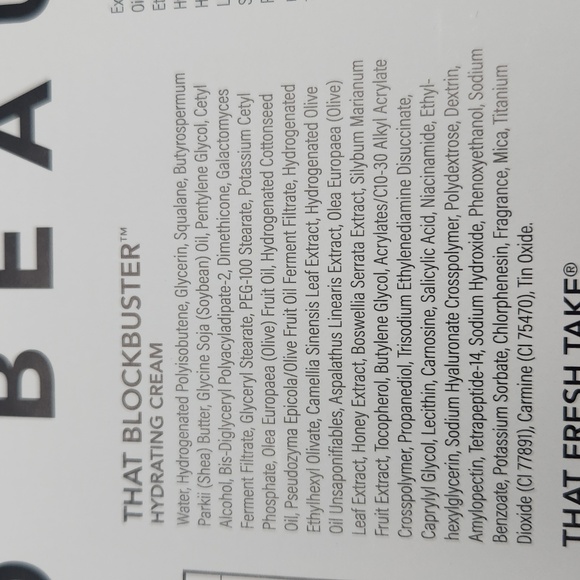 BEAU
Ex
Oi
Et
THAT BLOCKBUSTER™
HYDRATING CREAM
Water, Hydrogenated Polyisobutene, Glycerin, Squalane, Butyrospermum
Parkii (Shea) Butter, Glycine Soja (Soybean) Oil, Pentylene Glycol, Cetyl
Alcohol, Bis-Diglyceryl Polyacyladipate-2, Dimethicone, Galactomyces
Ferment Filtrate, Glyceryl Stearate, PEG-100 Stearate, Potassium Cetyl
Phosphate, Olea Europaea (Olive) Fruit Oil, Hydrogenated Cottonseed
Oil, Pseudozyma Epicola/Olive Fruit Oil Ferment Filtrate, Hydrogenated
Ethylhexyl Olivate, Camellia Sinensis Leaf Extract, Hydrogenated Olive
Oil Unsaponifiables, Aspalathus Linearis Extract, Olea Europaea (Olive)
Leaf Extract, Honey Extract, Boswellia Serrata Extract, Silybum Marianum
Fruit Extract, Tocopherol, Butylene Glycol, Acrylates/C10-30 Alkyl Acrylate
Crosspolymer, Propanediol, Trisodium Ethylenediamine Disuccinate,
Caprylyl Glycol, Lecithin, Carnosine, Salicylic Acid, Niacinamide, Ethyl-
hexylglycerin, Sodium Hyaluronate Crosspolymer, Polydextrose, Dextrin,
Amylopectin, Tetrapeptide-14, Sodium Hydroxide, Phenoxyethanol, Sodium
Benzoate, Potassium Sorbate, Chlorphenesin, Fragrance, Mica, Titanium
Dioxide (CI 77891), Carmine (CI 75470), Tin Oxide.
THAT FRESH TAKE®